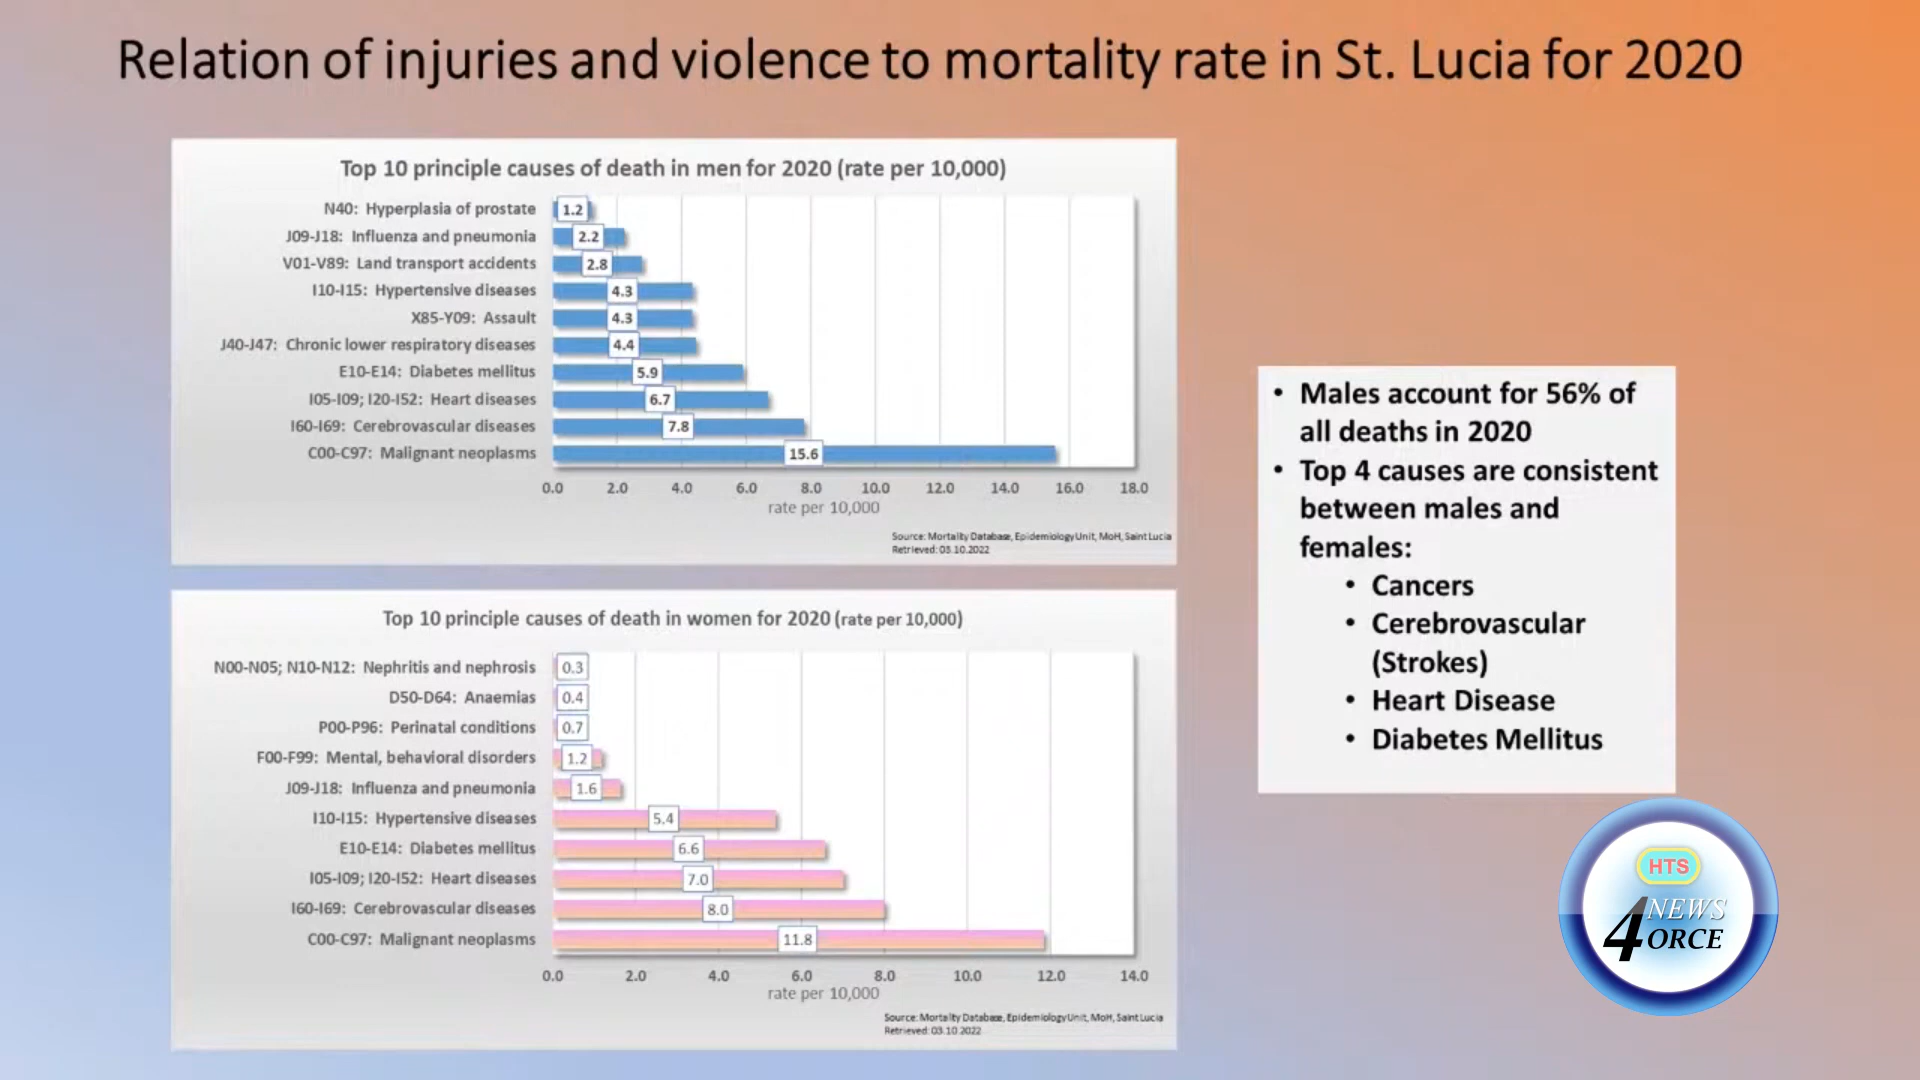 Relation of injuries and violence to mortality rate in St. Lucia for 2020
Top 10 principle causes of death in men for 2020 (rate per 10,000)
N40: Hyperplasia of prostate 1.2
J09-J18: Influenza and pneumonia 2.2
V01-V89: Land transport accidents 2.8
I10-I15: Hypertensive diseases 4.3
X85-Y09: Assault 4.3
J40-J47: Chronic lower respiratory diseases 4.4
E10-E14: Diabetes mellitus 5.9
I05-I09; I20-I52: Heart diseases 6.7
I60-I69: Cerebrovascular diseases 7.8
C00-C97: Malignant neoplasms 15.6
0.0 2.0 4.0 6.0 8.0 10.0 12.0 14.0 16.0 18.0
rate per 10,000
Source: Mortality Database, Epidemiology Unit, MoH, Saint Lucia
Retrieved: 03.10.2022
Top 10 principle causes of death in women for 2020 (rate per 10,000)
N00-N05; N10-N12: Nephritis and nephrosis 0.3
D50-D64: Anaemias 0.4
P00-P96: Perinatal conditions 0.7
F00-F99: Mental, behavioral disorders 1.2
J09-J18: Influenza and pneumonia 1.6
I10-I15: Hypertensive diseases 5.4
E10-E14: Diabetes mellitus 6.6
I05-I09; I20-I52: Heart diseases 7.0
I60-I69: Cerebrovascular diseases 8.0
C00-C97: Malignant neoplasms 11.8
0.0 2.0 4.0 6.0 8.0 10.0 12.0 14.0
rate per 10,000
Source: Mortality Database, Epidemiology Unit, MoH, Saint Lucia
Retrieved: 03.10.2022
• Males account for 56% of
all deaths in 2020
• Top 4 causes are consistent
between males and
females:
• Cancers
• Cerebrovascular
(Strokes)
• Heart Disease
• Diabetes Mellitus
HTS
NEWS
4ORCE